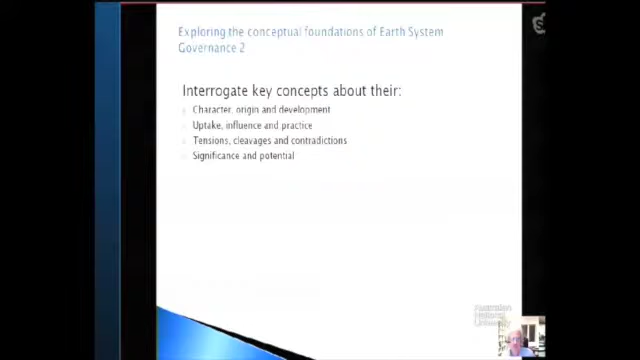 Exploring the conceptual foundations of Earth System
Governance 2
Interrogate key concepts about their:
Character, origin and development
Uptake, influence and practice
Tensions, cleavages and contradictions
Significance and potential
Australian
National
University